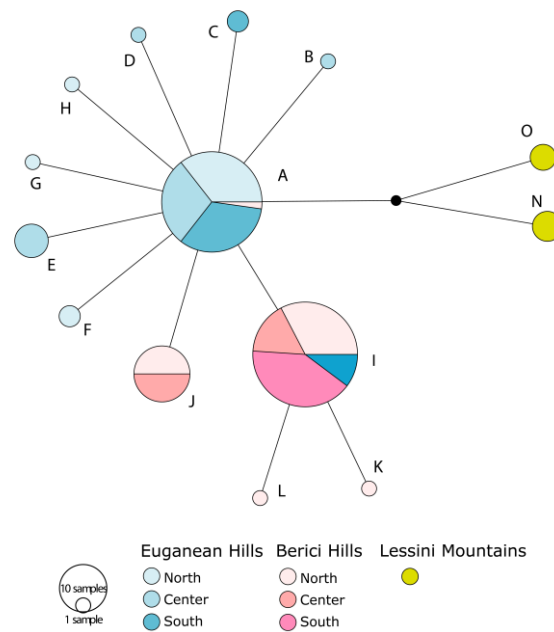 C
D
B
H
O
A
G
N
E
F
I
J
K
L
Euganean Hills Berici Hills Lessini Mountains
10 samples North North
Center Center
1 sample South South